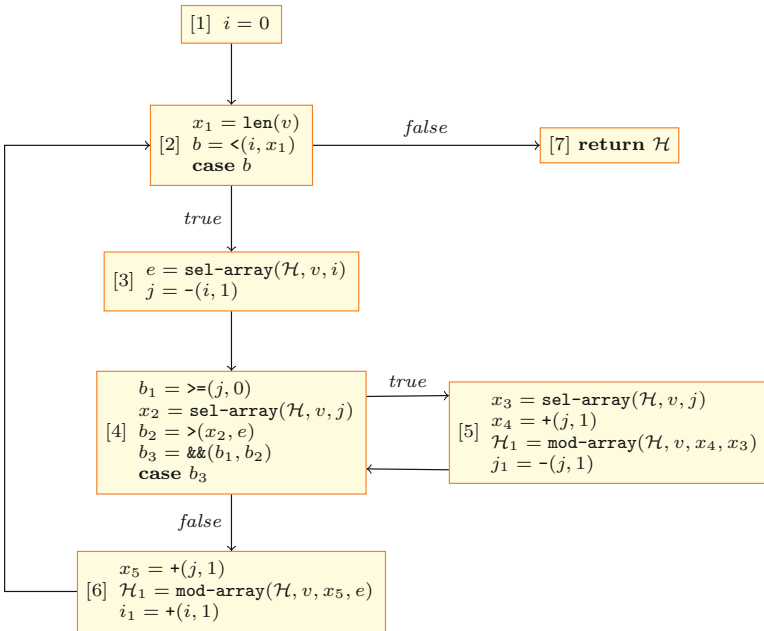 [1] i = 0
x₁ = len(v)
[2] b = <(i, x₁)
case b
false
[7] return ℋ
true
[3] e = sel-array(ℋ, v, i)
j = -(i, 1)
b₁ = >=(j, 0)
x₂ = sel-array(ℋ, v, j)
[4] b₂ = >(x₂, e)
b₃ = &&(b₁, b₂)
case b₃
true
x₃ = sel-array(ℋ, v, j)
[5] x₄ = +(j, 1)
ℋ₁ = mod-array(ℋ, v, x₄, x₃)
j₁ = -(j, 1)
false
x₅ = +(j, 1)
[6] ℋ₁ = mod-array(ℋ, v, x₅, e)
i₁ = +(i, 1)